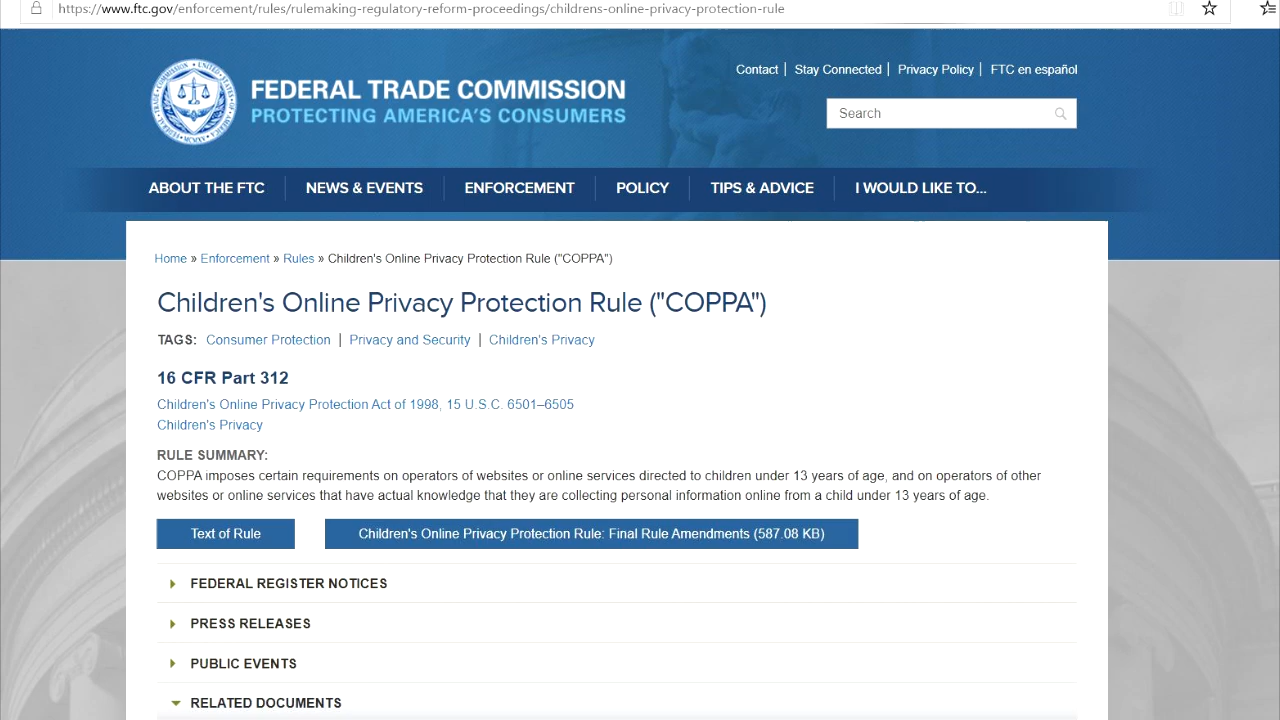 https://www.ftc.gov/enforcement/rules/rulemaking-regulatory-reform-proceedings/childrens-online-privacy-protection-rule
Contact | Stay Connected | Privacy Policy | FTC en español
FEDERAL TRADE COMMISSION
PROTECTING AMERICA'S CONSUMERS
Search
ABOUT THE FTC NEWS & EVENTS ENFORCEMENT POLICY TIPS & ADVICE I WOULD LIKE TO...
Home » Enforcement » Rules » Children's Online Privacy Protection Rule ("COPPA")
Children's Online Privacy Protection Rule ("COPPA")
TAGS: Consumer Protection | Privacy and Security | Children's Privacy
16 CFR Part 312
Children's Online Privacy Protection Act of 1998, 15 U.S.C. 6501–6505
Children's Privacy
RULE SUMMARY:
COPPA imposes certain requirements on operators of websites or online services directed to children under 13 years of age, and on operators of other
websites or online services that have actual knowledge that they are collecting personal information online from a child under 13 years of age.
Text of Rule
Children's Online Privacy Protection Rule: Final Rule Amendments (587.08 KB)
FEDERAL REGISTER NOTICES
PRESS RELEASES
PUBLIC EVENTS
RELATED DOCUMENTS